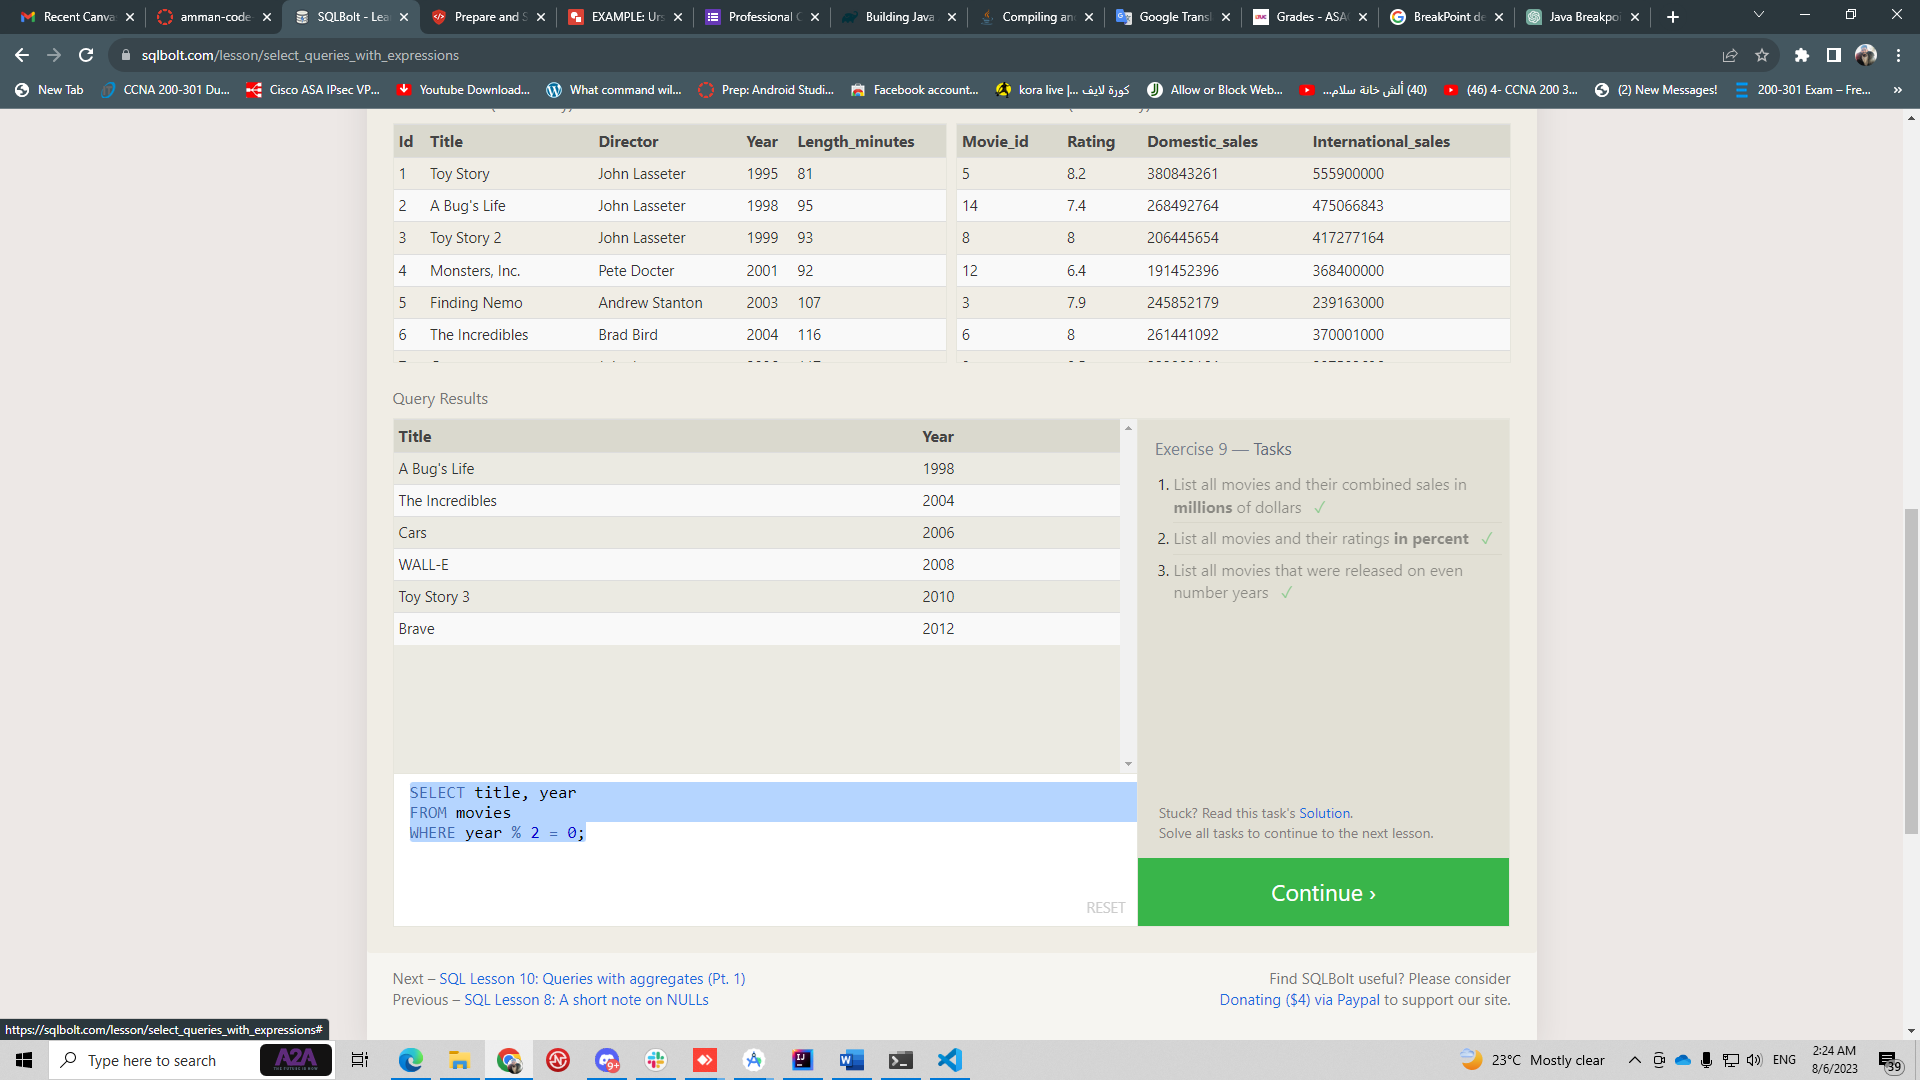 Recent Canva
amman-code-
SQLBolt - Lea
Prepare and S
EXAMPLE: Urs
Professional C
Building Java
Compiling an
Google Transl
Grades - ASAC
BreakPoint de
Java Breakpoi
sqlbolt.com/lesson/select_queries_with_expressions
New Tab
CCNA 200-301 Du...
Cisco ASA IPsec VP...
Youtube Download...
What command wil...
Prep: Android Studi...
Facebook account...
كورة لايف |... kora live
Allow or Block Web...
(40) ألش خانة سلام...
(46) 4- CCNA 200 3...
(2) New Messages!
200-301 Exam – Fre...
Id Title Director Year Length_minutes
1 Toy Story John Lasseter 1995 81
2 A Bug's Life John Lasseter 1998 95
3 Toy Story 2 John Lasseter 1999 93
4 Monsters, Inc. Pete Docter 2001 92
5 Finding Nemo Andrew Stanton 2003 107
6 The Incredibles Brad Bird 2004 116
Movie_id Rating Domestic_sales International_sales
5 8.2 380843261 555900000
14 7.4 268492764 475066843
8 8 206445654 417277164
12 6.4 191452396 368400000
3 7.9 245852179 239163000
6 8 261441092 370001000
Query Results
Title Year
A Bug's Life 1998
The Incredibles 2004
Cars 2006
WALL-E 2008
Toy Story 3 2010
Brave 2012
SELECT title, year
FROM movies
WHERE year % 2 = 0;
RESET
Exercise 9 — Tasks
1. List all movies and their combined sales in
millions of dollars ✓
2. List all movies and their ratings in percent ✓
3. List all movies that were released on even
number years ✓
Stuck? Read this task's Solution.
Solve all tasks to continue to the next lesson.
Continue ›
Next – SQL Lesson 10: Queries with aggregates (Pt. 1)
Previous – SQL Lesson 8: A short note on NULLs
Find SQLBolt useful? Please consider
Donating ($4) via Paypal to support our site.
https://sqlbolt.com/lesson/select_queries_with_expressions#
Type here to search
A2A
9+
23°C Mostly clear
ENG
2:24 AM
8/6/2023
39